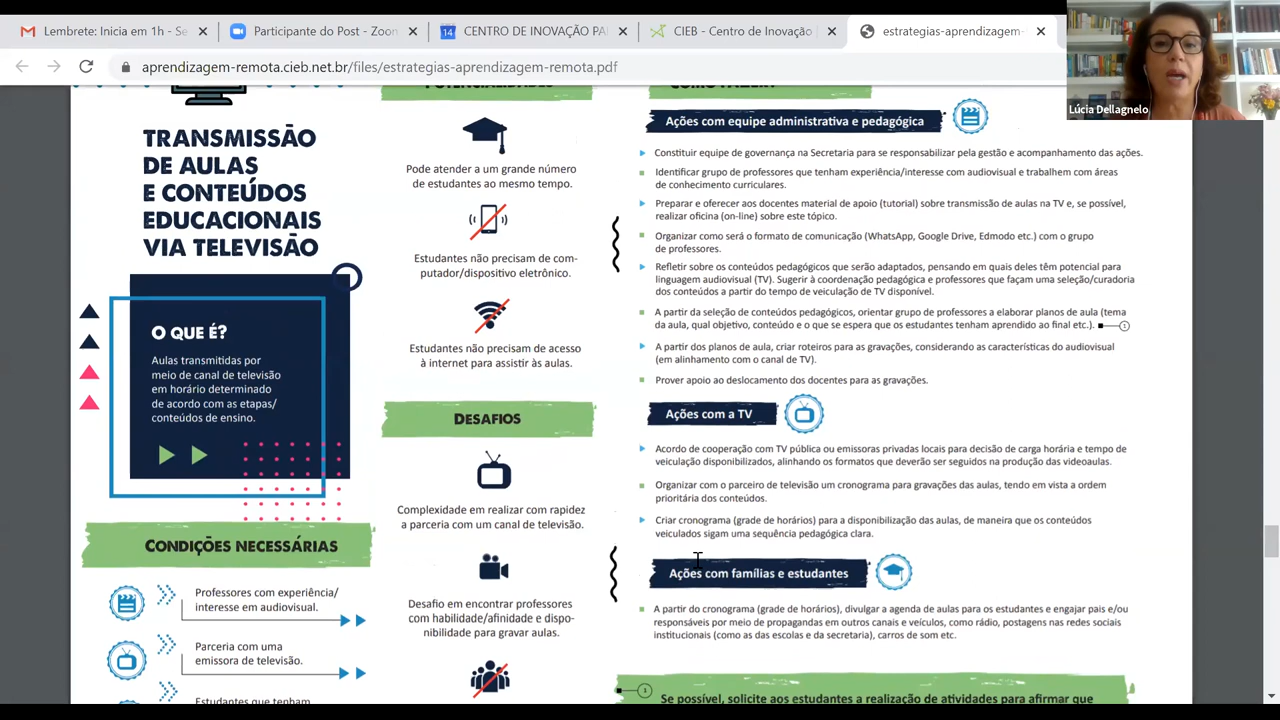 Lembrete: Inicia em 1h - Se
Participante do Post - Zoom
CENTRO DE INOVAÇÃO PA
CIEB - Centro de Inovação
estrategias-aprendizagem-
aprendizagem-remota.cieb.net.br/files/estrategias-aprendizagem-remota.pdf
Lúcia Dellagnelo
TRANSMISSÃO
DE AULAS
E CONTEÚDOS
EDUCACIONAIS
VIA TELEVISÃO
O QUE É?
Aulas transmitidas por
meio de canal de televisão
em horário determinado
de acordo com as etapas/
conteúdos de ensino.
CONDIÇÕES NECESSÁRIAS
Professores com experiência/
interesse em audiovisual.
Parceria com uma
emissora de televisão.
Estudantes que tenham
POTENCIALIDADES
Pode atender a um grande número
de estudantes ao mesmo tempo.
Estudantes não precisam de com-
putador/dispositivo eletrônico.
Estudantes não precisam de acesso
à internet para assistir às aulas.
DESAFIOS
Complexidade em realizar com rapidez
a parceria com um canal de televisão.
Desafio em encontrar professores
com habilidade/afinidade e dispo-
nibilidade para gravar aulas.
COMO FAZER?
Ações com equipe administrativa e pedagógica
Constituir equipe de governança na Secretaria para se responsabilizar pela gestão e acompanhamento das ações.
Identificar grupo de professores que tenham experiência/interesse com audiovisual e trabalhem com áreas
de conhecimento curriculares.
Preparar e oferecer aos docentes material de apoio (tutorial) sobre transmissão de aulas na TV e, se possível,
realizar oficina (on-line) sobre este tópico.
Organizar como será o formato de comunicação (WhatsApp, Google Drive, Edmodo etc.) com o grupo
de professores.
Refletir sobre os conteúdos pedagógicos que serão adaptados, pensando em quais deles têm potencial para
linguagem audiovisual (TV). Sugerir à coordenação pedagógica e professores que façam uma seleção/curadoria
dos conteúdos a partir do tempo de veiculação de TV disponível.
A partir da seleção de conteúdos pedagógicos, orientar grupo de professores a elaborar planos de aula (tema
da aula, qual objetivo, conteúdo e o que se espera que os estudantes tenham aprendido ao final etc.). 1
A partir dos planos de aula, criar roteiros para as gravações, considerando as características do audiovisual
(em alinhamento com o canal de TV).
Prover apoio ao deslocamento dos docentes para as gravações.
Ações com a TV
Acordo de cooperação com TV pública ou emissoras privadas locais para decisão de carga horária e tempo de
veiculação disponibilizados, alinhando os formatos que deverão ser seguidos na produção das videoaulas.
Organizar com o parceiro de televisão um cronograma para gravações das aulas, tendo em vista a ordem
prioritária dos conteúdos.
Criar cronograma (grade de horários) para a disponibilização das aulas, de maneira que os conteúdos
veiculados sigam uma sequência pedagógica clara.
Ações com famílias e estudantes
A partir do cronograma (grade de horários), divulgar a agenda de aulas para os estudantes e engajar pais e/ou
responsáveis por meio de propagandas em outros canais e veículos, como rádio, postagens nas redes sociais
institucionais (como as das escolas e da secretaria), carros de som etc.
1 Se possível, solicite aos estudantes a realização de atividades para afirmar que